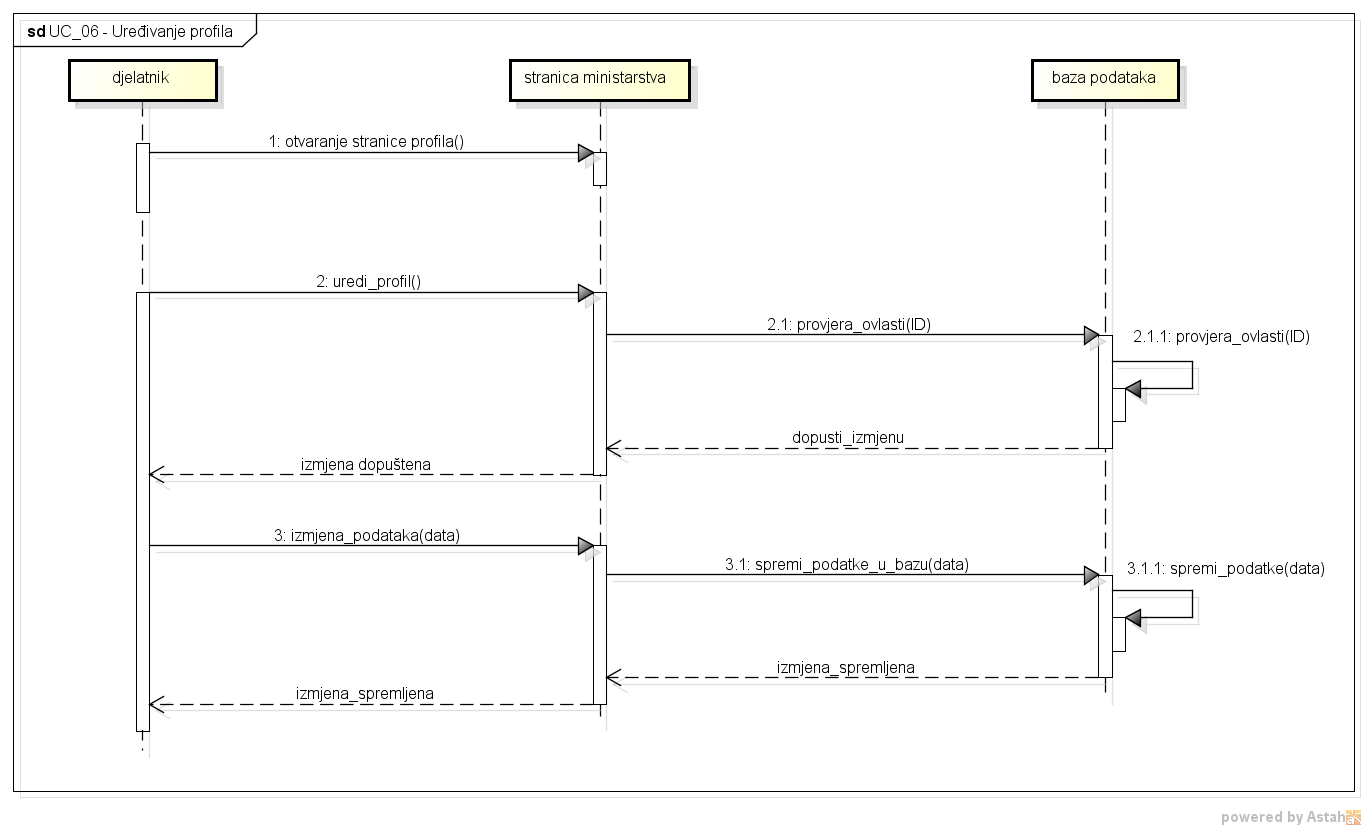 sd UC_06 - Uređivanje profila
djelatnik
stranica ministarstva
baza podataka
1: otvaranje stranice profila()
2: uredi_profil()
2.1: provjera_ovlasti(ID)
2.1.1: provjera_ovlasti(ID)
dopusti_izmjenu
izmjena dopuštena
3: izmjena_podataka(data)
3.1: spremi_podatke_u_bazu(data)
3.1.1: spremi_podatke(data)
izmjena_spremljena
izmjena_spremljena
powered by Astah